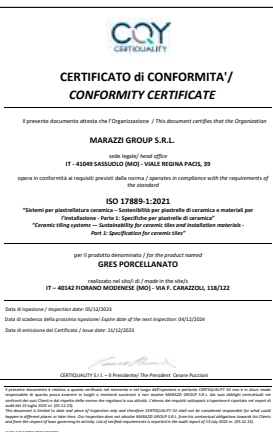 CQY
CERTIQUALITY
CERTIFICATO di CONFORMITA'/
CONFORMITY CERTIFICATE
Il presente documento attesta che l'Organizzazione / This document certifies that the Organization
MARAZZI GROUP S.R.L.
sede legale/ head office
IT - 41049 SASSUOLO (MO) - VIALE REGINA PACIS, 39
opera in conformità ai requisiti previsti dalla norma / operates in compliance with the requirements of
the standard
ISO 17889-1:2021
"Sistemi per piastrellatura ceramica – Sostenibilità per piastrelle di ceramica e materiali per
l'installazione - Parte 1: Specifiche per piastrelle di ceramica"
"Ceramic tiling systems — Sustainability for ceramic tiles and installation materials -
Part 1: Specification for ceramic tiles"
per il prodotto denominato / for the product named
GRES PORCELLANATO
realizzato nel sito/i di / made in the site/s
IT – 40142 FIORANO MODENESE (MO) - VIA F. CARAZZOLI, 118/122
Data di Ispezione / Inspection date: 05/12/2023
Data di scadenza della prossima ispezione/ Expire date of the next inspection: 04/12/2024
Data di emissione del Certificato / Issue date: 21/12/2023
CERTIQUALITY S.r.l. – Il Presidente/ The President Cesare Puccioni